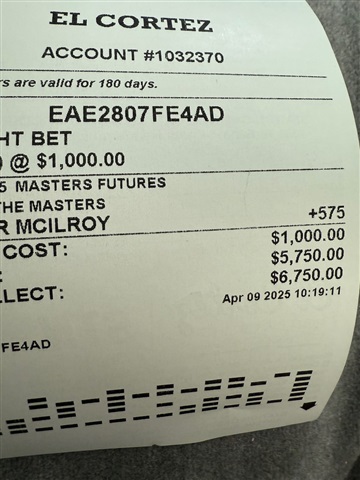 EL CORTEZ
ACCOUNT #1032370
rs are valid for 180 days.
EAE2807FE4AD
HT BET
@ $1,000.00
5 MASTERS FUTURES
THE MASTERS
R MCILROY +575
COST: $1,000.00
: $5,750.00
LLECT: $6,750.00
Apr 09 2025 10:19:11
FE4AD